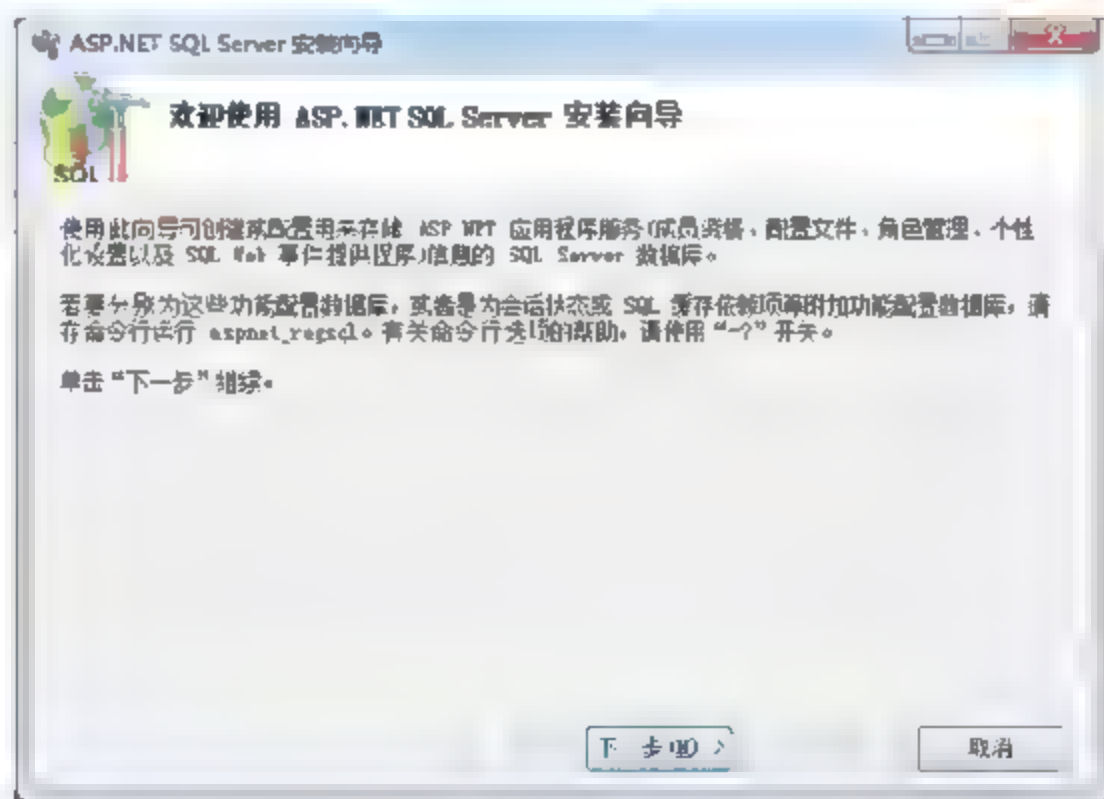 ASP.NET SQL Server 安装向导
欢迎使用 ASP.NET SQL Server 安装向导
SQL
使用此向导可创建或配置用于存储 ASP.NET 应用程序服务(成员资格、配置文件、角色管理、个性
化设置以及 SQL Web 事件提供程序)信息的 SQL Server 数据库。
若要分别为这些功能配置数据库，或者是为会话状态或 SQL 缓存依赖项等附加功能配置数据库，请
在命令行运行 aspnet_regsql。有关命令行选项的帮助，请使用“-?”开关。
单击“下一步”继续。
下一步(N) >
取消